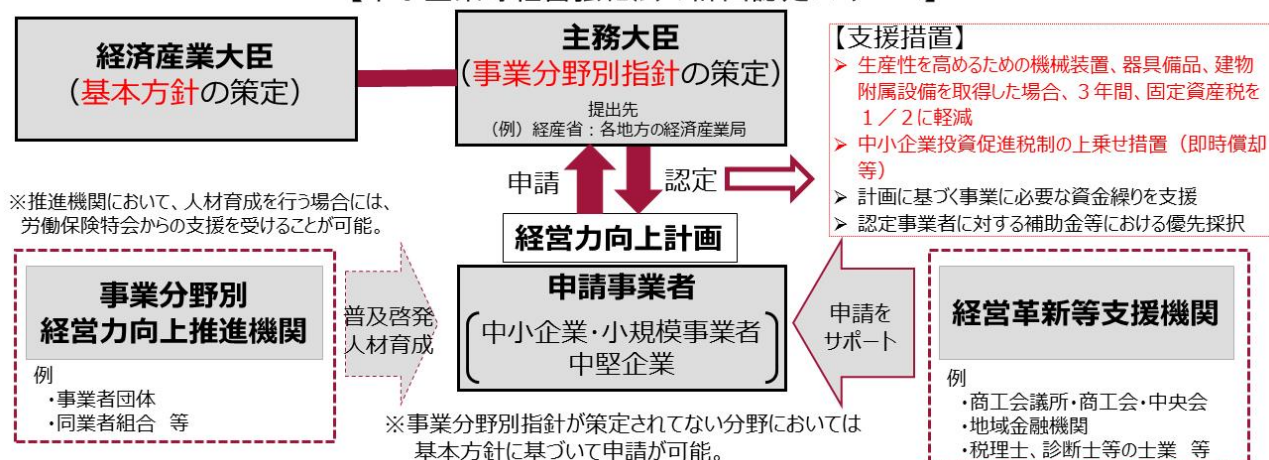 経済産業大臣
（基本方針の策定）
主務大臣
（事業分野別指針の策定）
提出先
（例）経産省：各地方の経済産業局
【支援措置】
➢ 生産性を高めるための機械装置、器具備品、建物
附属設備を取得した場合、３年間、固定資産税を
１／２に軽減
➢ 中小企業投資促進税制の上乗せ措置（即時償却
等）
➢ 計画に基づく事業に必要な資金繰りを支援
➢ 認定事業者に対する補助金等における優先採択
申請
認定
※推進機関において、人材育成を行う場合には、
労働保険特会からの支援を受けることが可能。
経営力向上計画
事業分野別
経営力向上推進機関
例
・事業者団体
・同業者組合 等
普及啓発
人材育成
申請事業者
中小企業・小規模事業者
中堅企業
申請を
サポート
経営革新等支援機関
例
・商工会議所・商工会・中央会
・地域金融機関
・税理士、診断士等の士業 等
※事業分野別指針が策定されてない分野においては
基本方針に基づいて申請が可能。